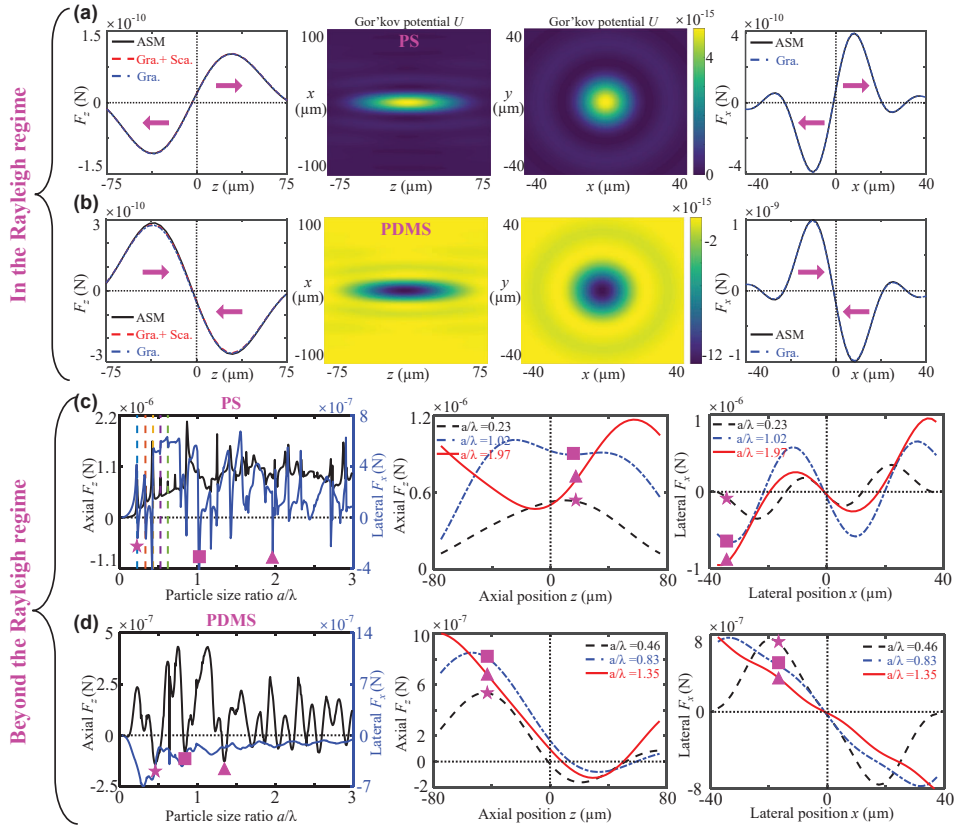 In the Rayleigh regime
(a)
×10⁻¹⁰
1.5
0
-1.5
F_z (N)
ASM
Gra.+ Sca.
Gra.
-75
0
75
z (µm)
Gor'kov potential U
PS
100
x
(µm)
-100
-75
0
75
z (µm)
Gor'kov potential U
40
y
(µm)
-40
-40
0
40
x (µm)
×10⁻¹⁵
4
0
×10⁻¹⁰
4
0
-4
F_x (N)
ASM
Gra.
-40
0
40
x (µm)
(b)
×10⁻¹⁰
3
0
-3
F_z (N)
ASM
Gra.+ Sca.
Gra.
-75
0
75
z (µm)
PDMS
100
x
(µm)
-100
-75
0
75
z (µm)
40
y
(µm)
-40
-40
0
40
x (µm)
×10⁻¹⁵
-2
-12
×10⁻⁹
1
0
-1
F_x (N)
ASM
Gra.
-40
0
40
x (µm)
Beyond the Rayleigh regime
(c)
PS
×10⁻⁶
2.2
1.1
0
-1.1
Axial F_z (N)
×10⁻⁷
8
4
0
-4
Lateral F_x (N)
0
1
2
3
Particle size ratio a/λ
×10⁻⁶
1.2
0.6
0
Axial F_z (N)
a/λ =0.23
a/λ =1.02
a/λ =1.97
-80
0
80
Axial position z (µm)
×10⁻⁶
1
0
-1
Lateral F_x (N)
a/λ =0.23
a/λ =1.02
a/λ =1.97
-40
0
40
Lateral position x (µm)
(d)
PDMS
×10⁻⁷
5
2.5
0
-2.5
Axial F_z (N)
×10⁻⁷
14
7
0
-7
Lateral F_x (N)
0
1
2
3
Particle size ratio a/λ
×10⁻⁷
10
8
6
4
2
0
-2
Axial F_z (N)
a/λ =0.46
a/λ =0.83
a/λ =1.35
-80
0
80
Axial position z (µm)
×10⁻⁷
8
0
-8
Lateral F_x (N)
a/λ =0.46
a/λ =0.83
a/λ =1.35
-40
0
40
Lateral position x (µm)